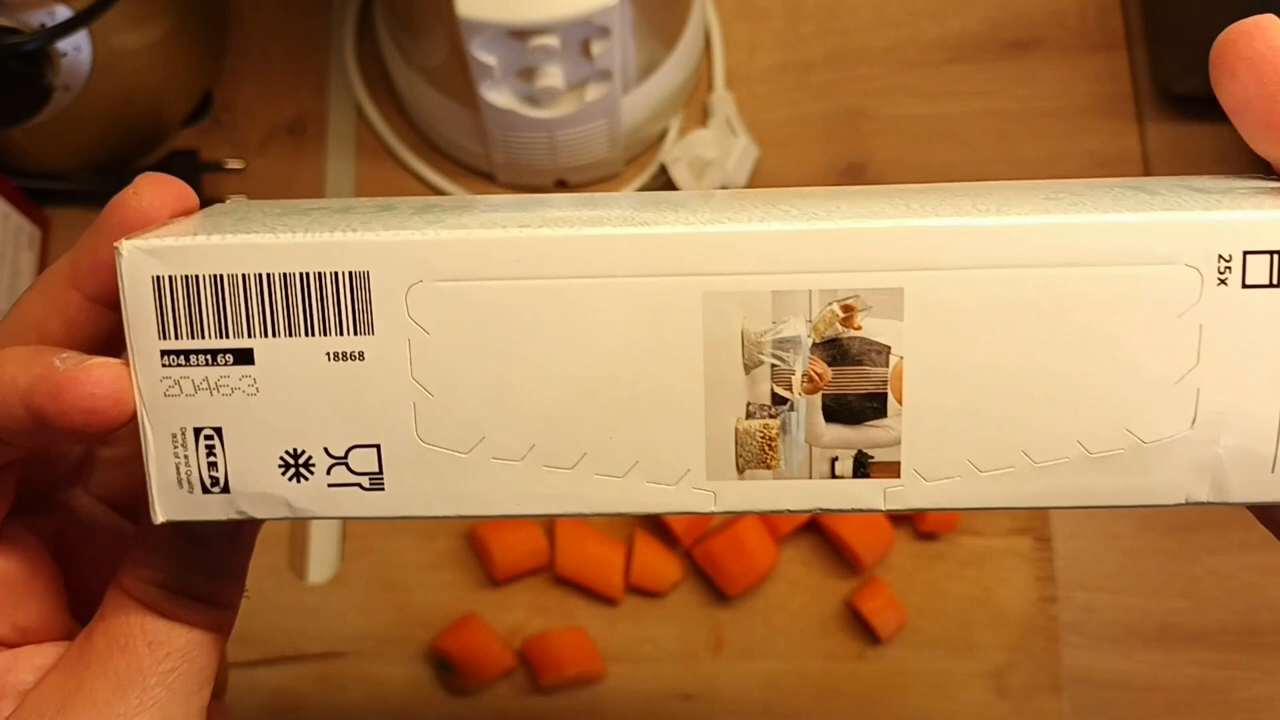 404.881.69
18868
20463
Design and Quality
IKEA of Sweden
IKEA
25x